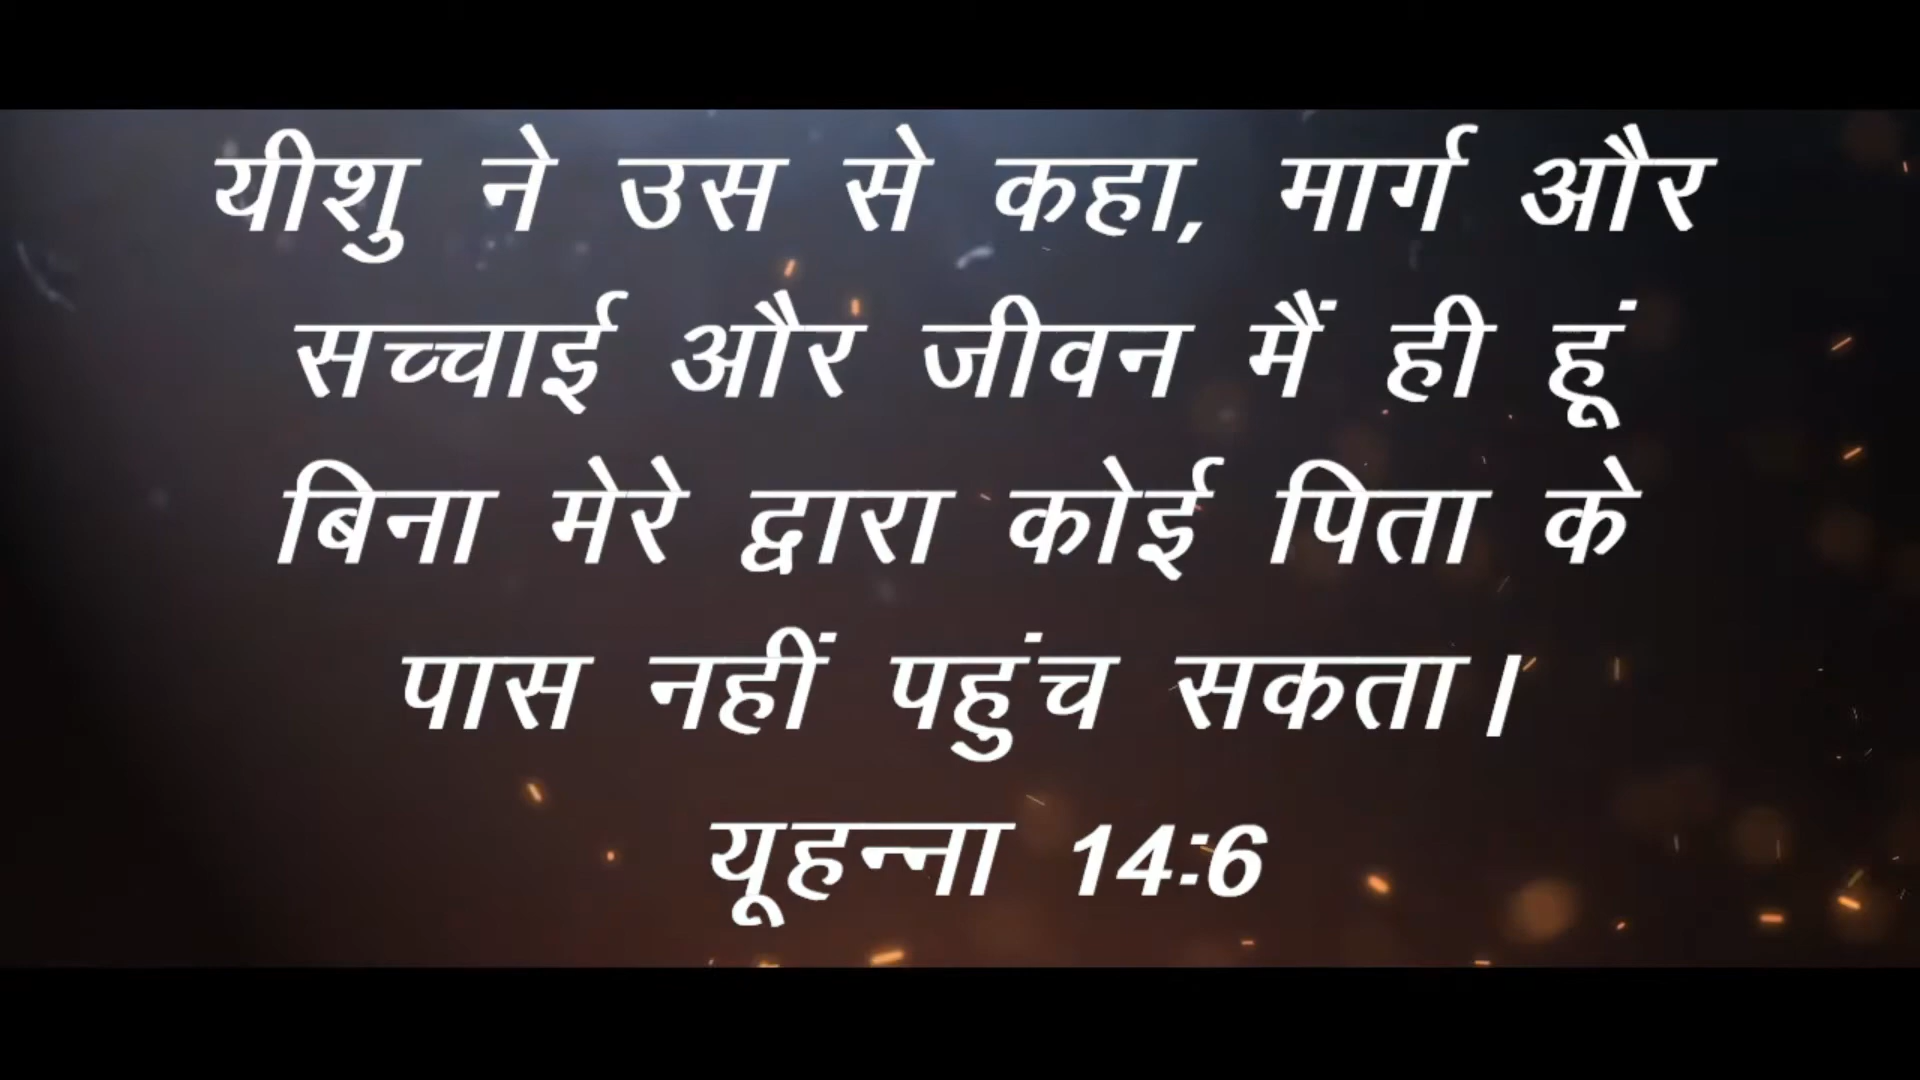 यीशु ने उस से कहा, मार्ग और
सच्चाई और जीवन मैं ही हूं
बिना मेरे द्वारा कोई पिता के
पास नहीं पहुंच सकता।
यूहन्ना 14:6